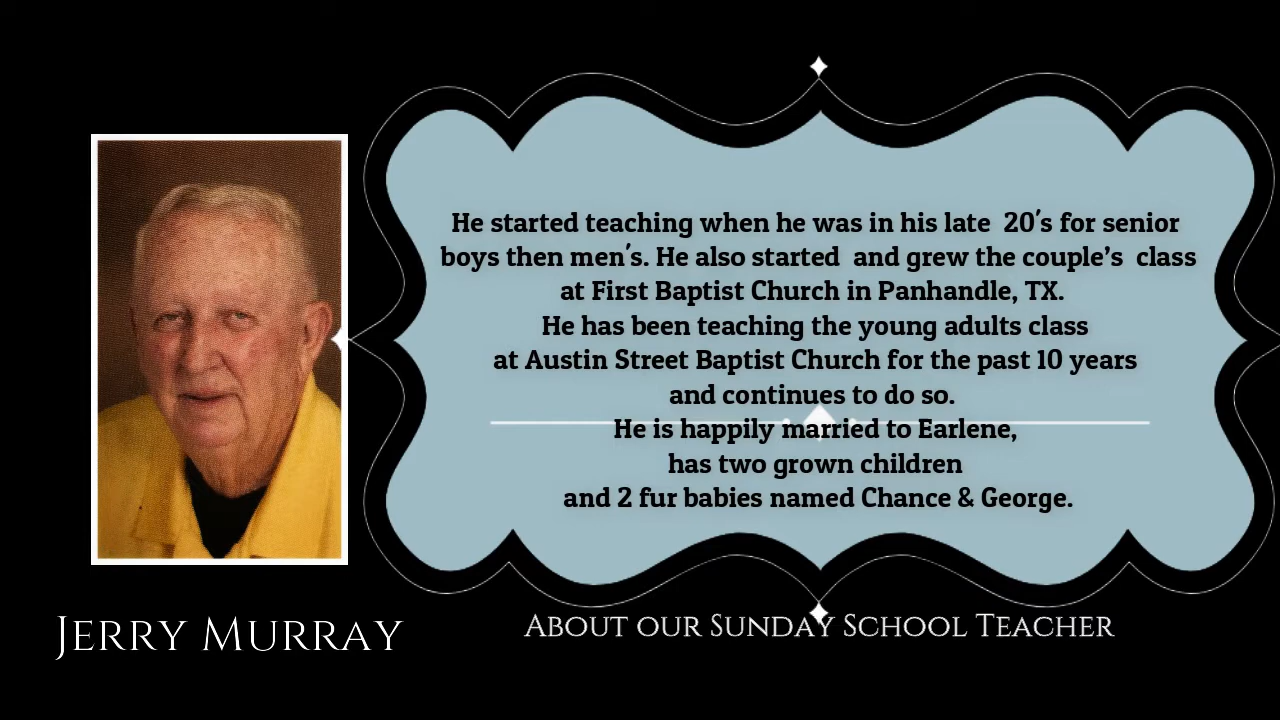 He started teaching when he was in his late 20's for senior
boys then men's. He also started and grew the couple’s class
at First Baptist Church in Panhandle, TX.
He has been teaching the young adults class
at Austin Street Baptist Church for the past 10 years
and continues to do so.
He is happily married to Earlene,
has two grown children
and 2 fur babies named Chance & George.
Jerry Murray
About our Sunday School Teacher